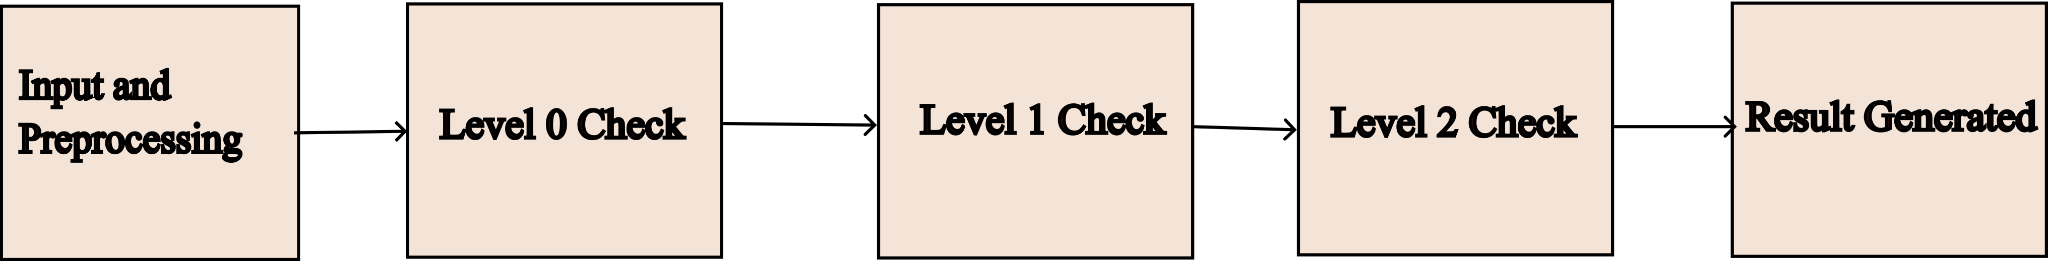 Input and
Preprocessing
Level 0 Check
Level 1 Check
Level 2 Check
Result Generated